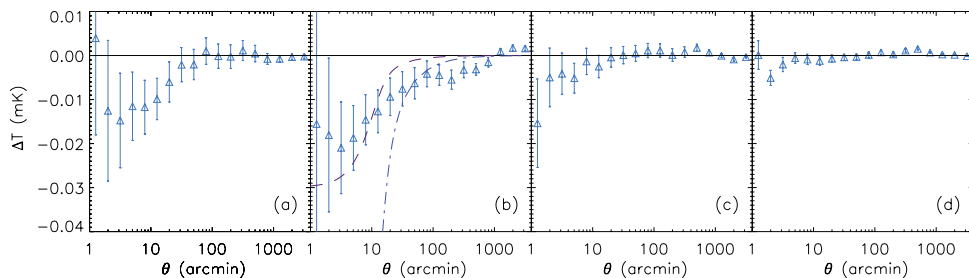 0.01
0.00
−0.01
−0.02
−0.03
−0.04
ΔT (mK)
(a) (b) (c) (d)
1 10 100 1000 1 10 100 1000 1 10 100 1000 1 10 100 1000
θ (arcmin) θ (arcmin) θ (arcmin) θ (arcmin)